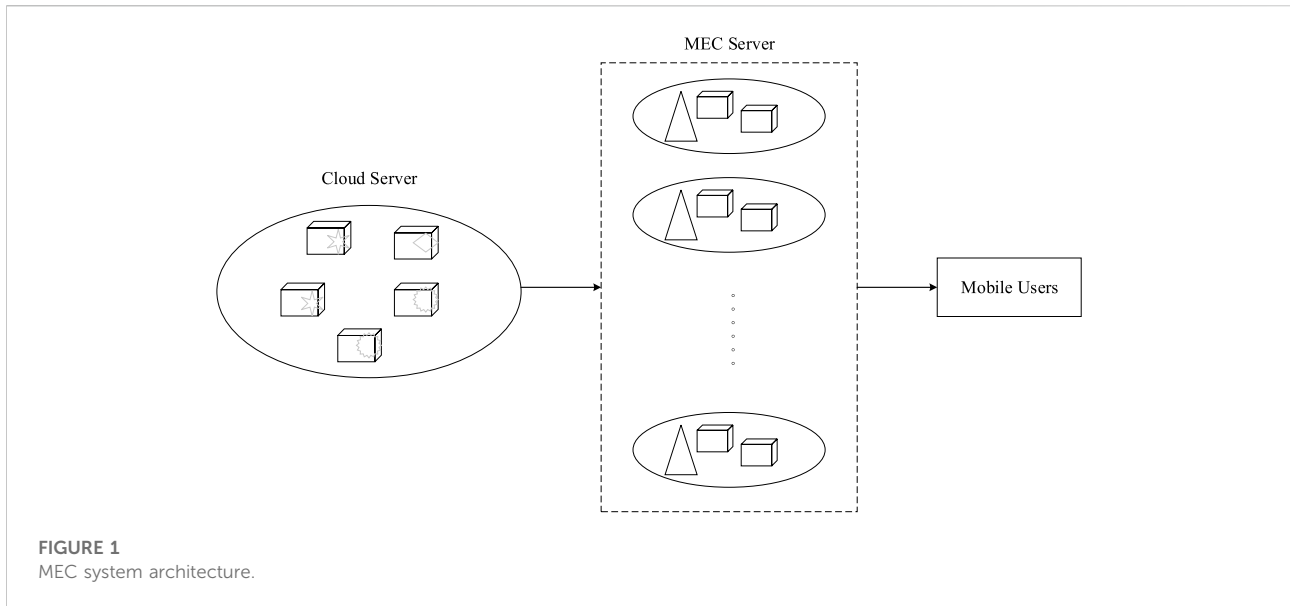 MEC Server
Cloud Server
Mobile Users
FIGURE 1
MEC system architecture.